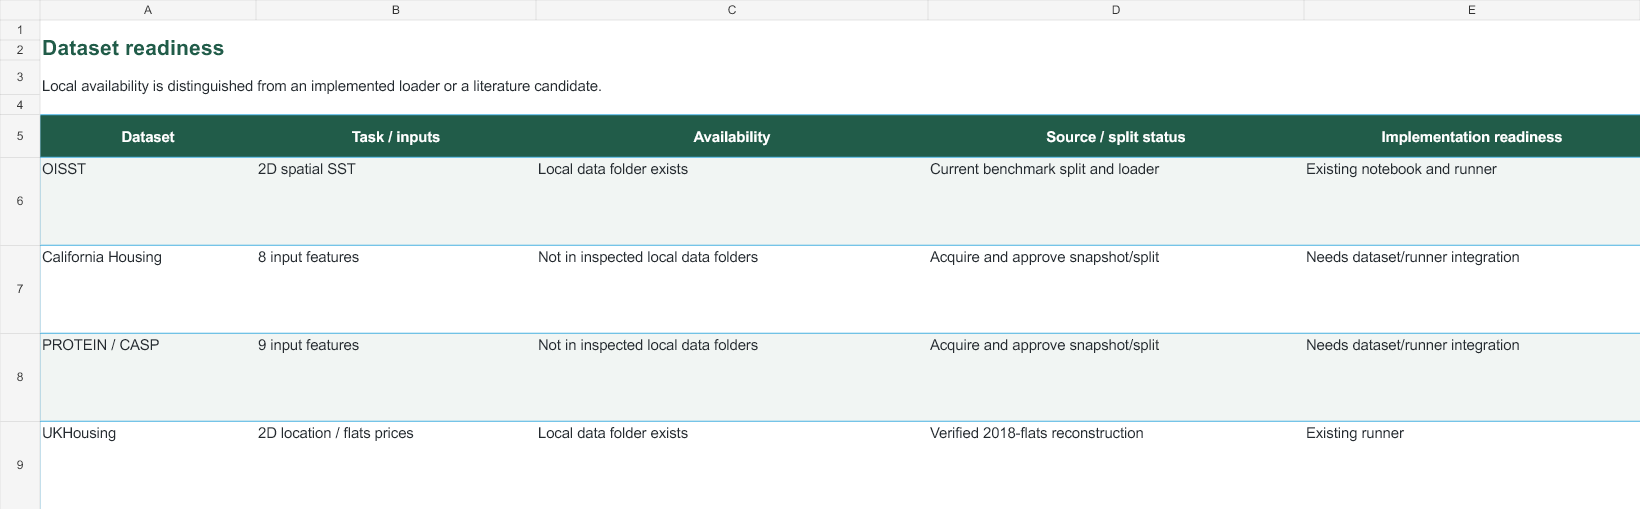 A B C D E
1
2 Dataset readiness
3 Local availability is distinguished from an implemented loader or a literature candidate.
4
5 Dataset Task / inputs Availability Source / split status Implementation readiness
6 OISST 2D spatial SST Local data folder exists Current benchmark split and loader Existing notebook and runner
7 California Housing 8 input features Not in inspected local data folders Acquire and approve snapshot/split Needs dataset/runner integration
8 PROTEIN / CASP 9 input features Not in inspected local data folders Acquire and approve snapshot/split Needs dataset/runner integration
9 UKHousing 2D location / flats prices Local data folder exists Verified 2018-flats reconstruction Existing runner